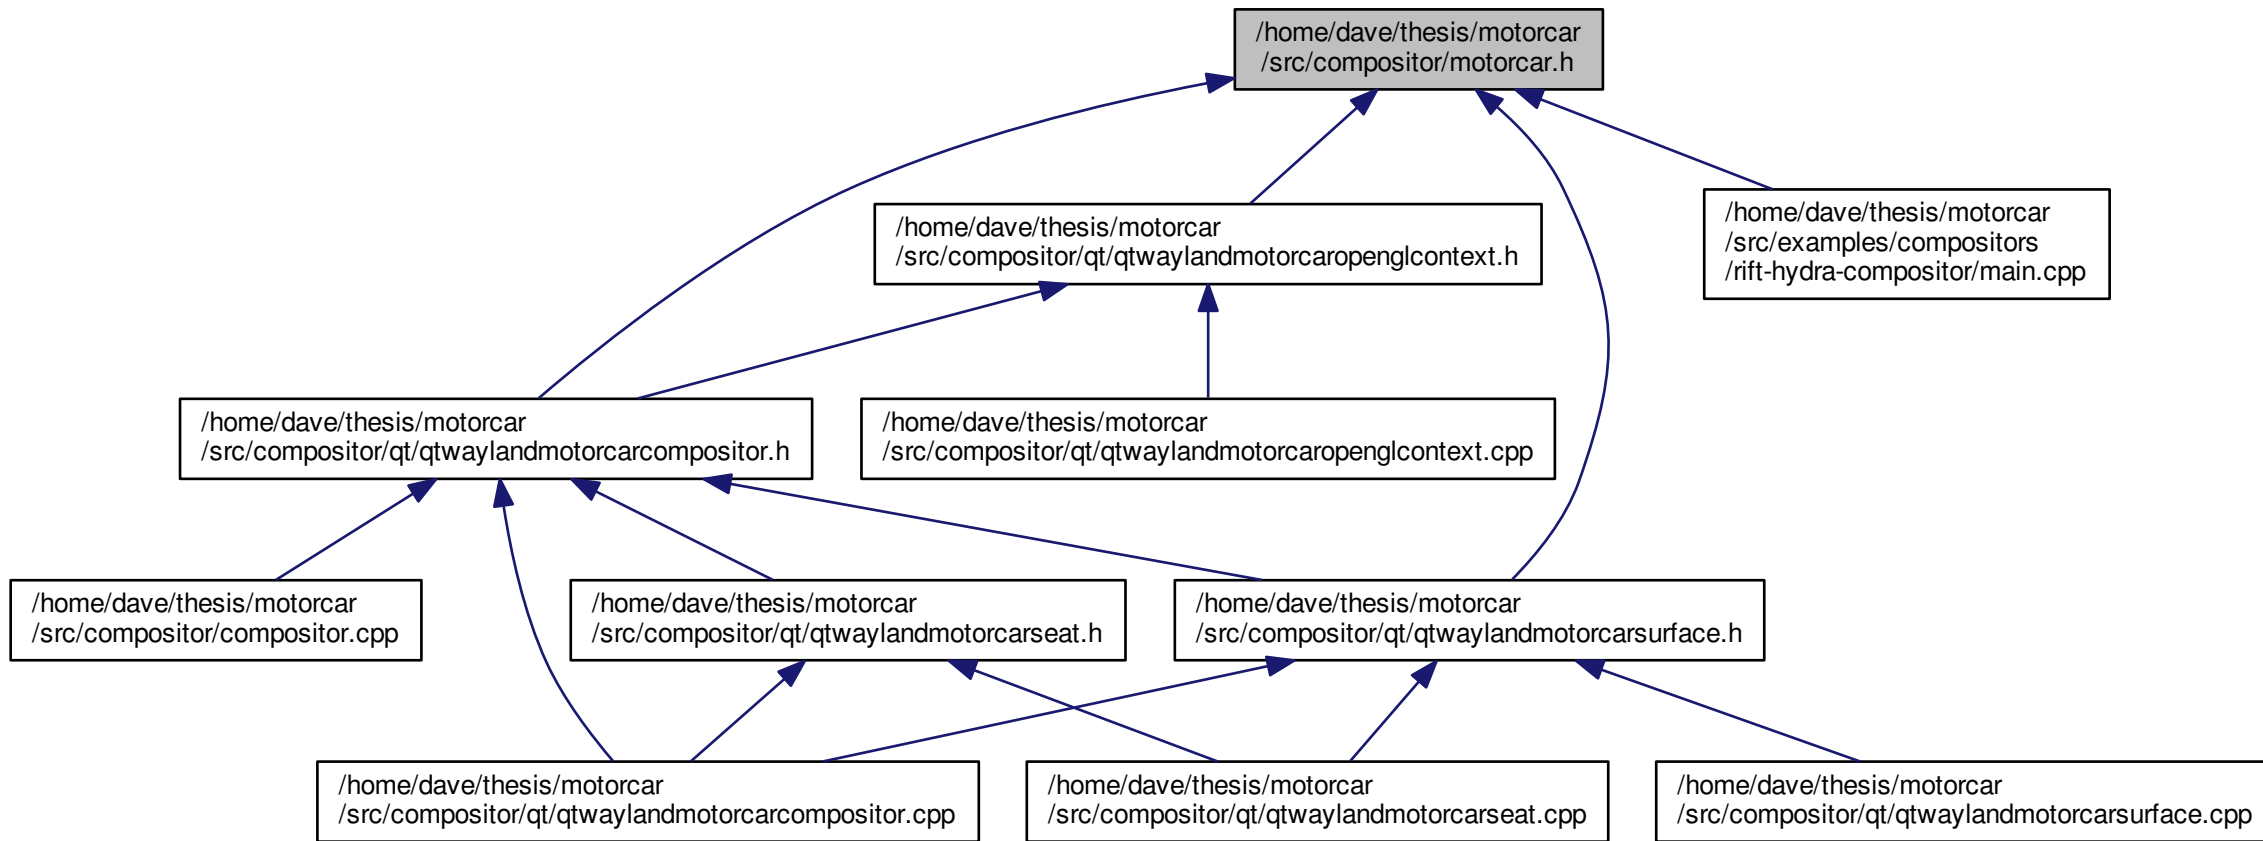 /home/dave/thesis/motorcar
/src/compositor/motorcar.h
/home/dave/thesis/motorcar
/src/compositor/qt/qtwaylandmotorcaropenglcontext.h
/home/dave/thesis/motorcar
/src/examples/compositors
/rift-hydra-compositor/main.cpp
/home/dave/thesis/motorcar
/src/compositor/qt/qtwaylandmotorcarcompositor.h
/home/dave/thesis/motorcar
/src/compositor/qt/qtwaylandmotorcaropenglcontext.cpp
/home/dave/thesis/motorcar
/src/compositor/compositor.cpp
/home/dave/thesis/motorcar
/src/compositor/qt/qtwaylandmotorcarseat.h
/home/dave/thesis/motorcar
/src/compositor/qt/qtwaylandmotorcarsurface.h
/home/dave/thesis/motorcar
/src/compositor/qt/qtwaylandmotorcarcompositor.cpp
/home/dave/thesis/motorcar
/src/compositor/qt/qtwaylandmotorcarseat.cpp
/home/dave/thesis/motorcar
/src/compositor/qt/qtwaylandmotorcarsurface.cpp